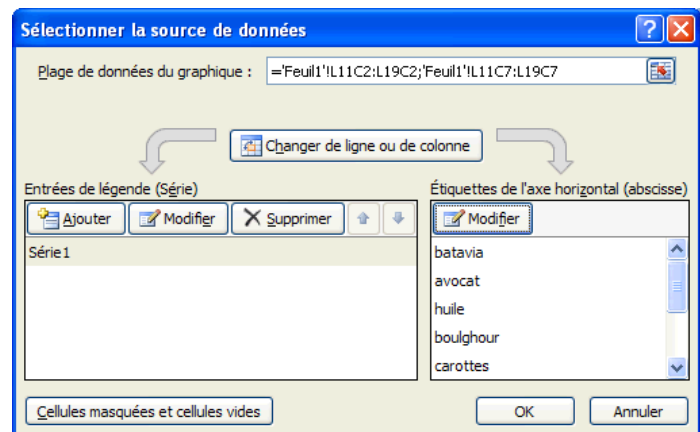 Sélectionner la source de données
Plage de données du graphique : ='Feuil1'!L11C2:L19C2;'Feuil1'!L11C7:L19C7
Changer de ligne ou de colonne
Entrées de légende (Série)
Étiquettes de l'axe horizontal (abscisse)
Ajouter Modifier Supprimer
Modifier
Série1
batavia
avocat
huile
boulghour
carottes
Cellules masquées et cellules vides
OK Annuler